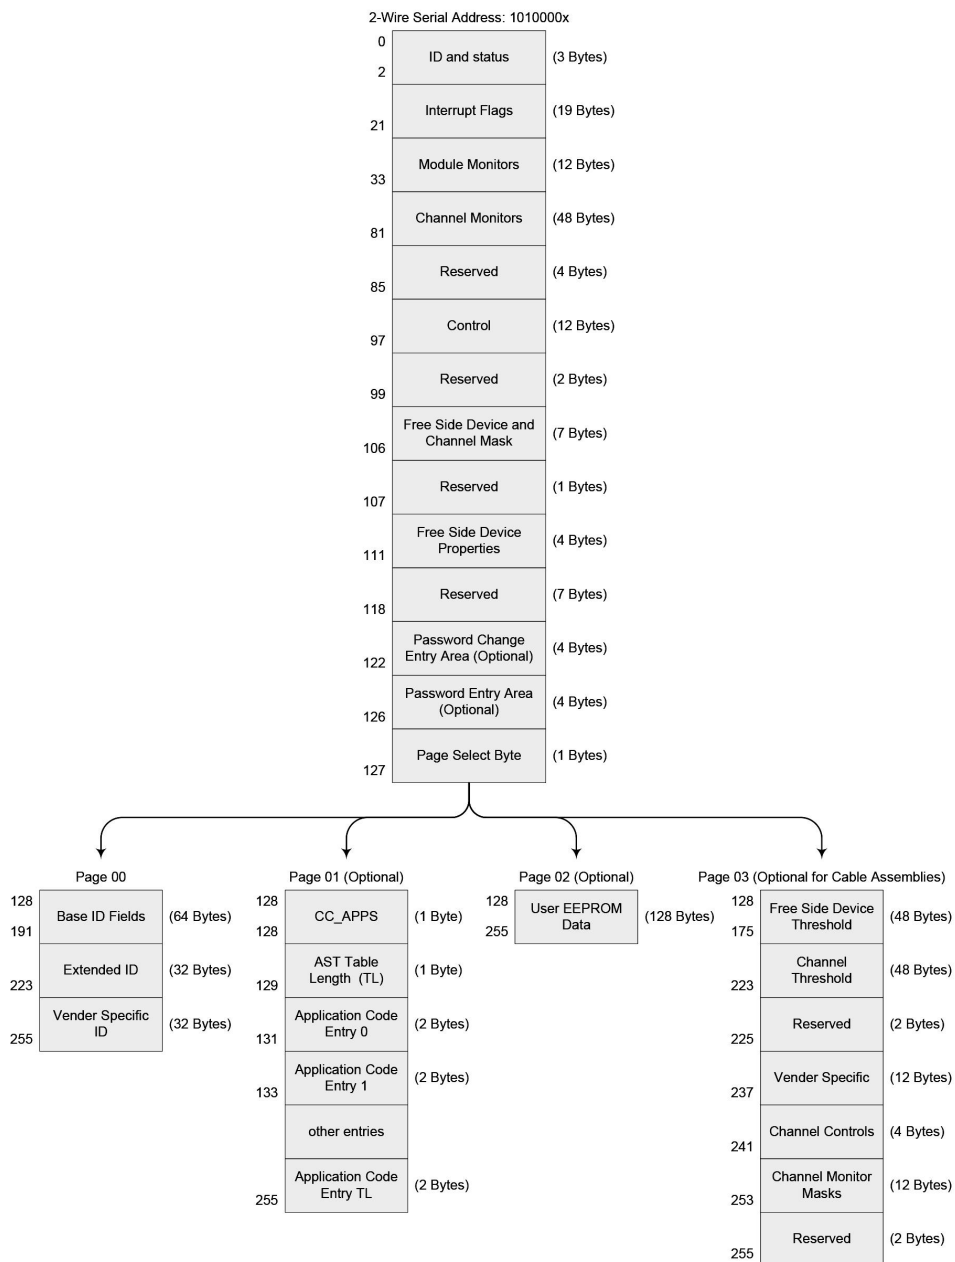 2-Wire Serial Address: 1010000x
0
ID and status (3 Bytes)
2
Interrupt Flags (19 Bytes)
21
Module Monitors (12 Bytes)
33
Channel Monitors (48 Bytes)
81
Reserved (4 Bytes)
85
Control (12 Bytes)
97
Reserved (2 Bytes)
99
Free Side Device and
Channel Mask (7 Bytes)
106
Reserved (1 Bytes)
107
Free Side Device
Properties (4 Bytes)
111
Reserved (7 Bytes)
118
Password Change
Entry Area (Optional) (4 Bytes)
122
Password Entry Area
(Optional) (4 Bytes)
126
Page Select Byte (1 Bytes)
127
Page 00
128
Base ID Fields (64 Bytes)
191
Extended ID (32 Bytes)
223
Vender Specific
ID (32 Bytes)
255
Page 01 (Optional)
128
CC_APPS (1 Byte)
128
AST Table
Length (TL) (1 Byte)
129
Application Code
Entry 0 (2 Bytes)
131
Application Code
Entry 1 (2 Bytes)
133
other entries
Application Code
Entry TL (2 Bytes)
255
Page 02 (Optional)
128
User EEPROM
Data (128 Bytes)
255
Page 03 (Optional for Cable Assemblies)
128
Free Side Device
Threshold (48 Bytes)
175
Channel
Threshold (48 Bytes)
223
Reserved (2 Bytes)
225
Vender Specific (12 Bytes)
237
Channel Controls (4 Bytes)
241
Channel Monitor
Masks (12 Bytes)
253
Reserved (2 Bytes)
255